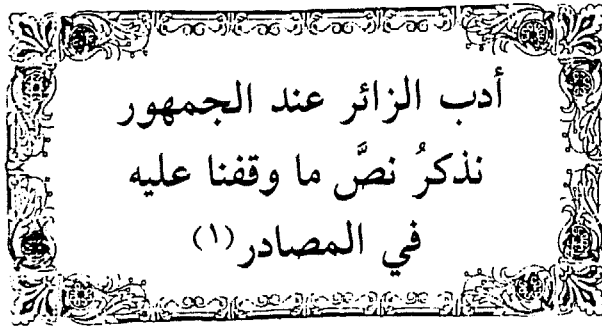 أدب الزائر عند الجمهور
نذكرُ نصَّ ما وقفنا عليه
في المصادر(١)